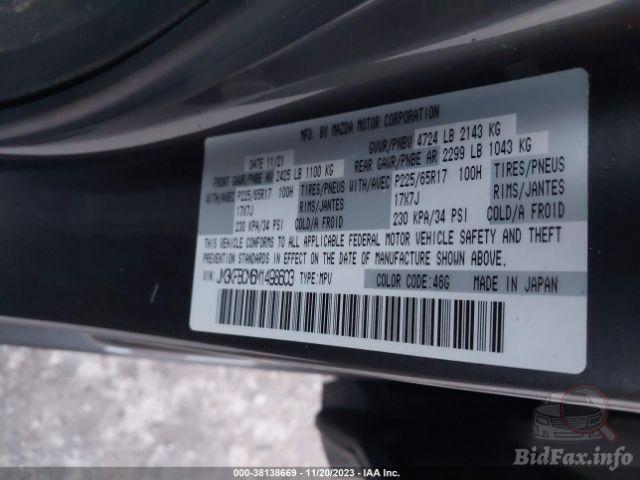 MFD. BY MAZDA MOTOR CORPORATION
DATE 11/21 GVWR/PNBV 4724 LB 2143 KG
FRONT GAWR/PNBE AV 2425 LB 1100 KG REAR GAWR/PNBE AR 2299 LB 1043 KG
WITH/AVEC P225/65R17 100H TIRES/PNEUS WITH/AVEC P225/65R17 100H TIRES/PNEUS
17X7J RIMS/JANTES 17X7J RIMS/JANTES
230 KPA/34 PSI COLD/A FROID 230 KPA/34 PSI COLD/A FROID
THIS VEHICLE CONFORMS TO ALL APPLICABLE FEDERAL MOTOR VEHICLE SAFETY AND THEFT
PREVENTION STANDARDS IN EFFECT ON THE DATE OF MANUFACTURE SHOWN ABOVE.
VIN JM3KFBCM6M1498603 TYPE:MPV COLOR CODE:46G MADE IN JAPAN
BidFax.info
00-38138669 — 11/20/2023 — IAA Inc.